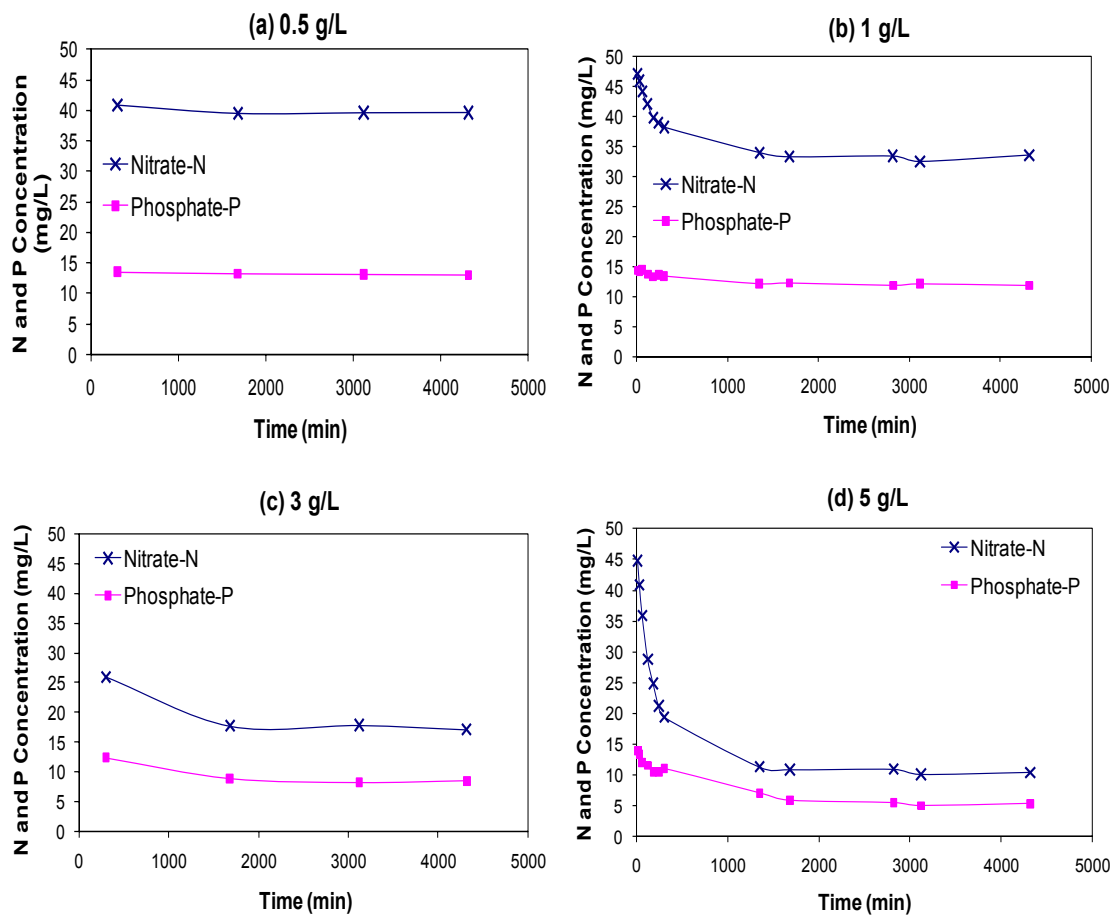 (a) 0.5 g/L
N and P Concentration
(mg/L)
50
45
40
35
30
25
20
15
10
5
0
Nitrate-N
Phosphate-P
0 1000 2000 3000 4000 5000
Time (min)
(b) 1 g/L
N and P Concentration (mg/L)
50
45
40
35
30
25
20
15
10
5
0
Nitrate-N
Phosphate-P
0 1000 2000 3000 4000 5000
Time (min)
(c) 3 g/L
N and P Concentration (mg/L)
50
45
40
35
30
25
20
15
10
5
0
Nitrate-N
Phosphate-P
0 1000 2000 3000 4000 5000
Time (min)
(d) 5 g/L
N and P Concentration (mg/L)
50
45
40
35
30
25
20
15
10
5
0
Nitrate-N
Phosphate-P
0 1000 2000 3000 4000 5000
Time (min)